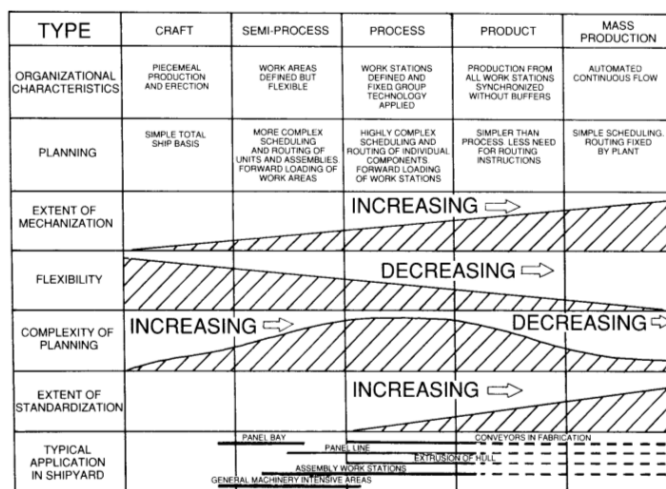 TYPE
CRAFT
SEMI-PROCESS
PROCESS
PRODUCT
MASS
PRODUCTION
ORGANIZATIONAL
CHARACTERISTICS
PIECEMEAL
PRODUCTION
AND ERECTION
WORK AREAS
DEFINED BUT
FLEXIBLE
WORK STATIONS
DEFINED AND
FIXED, GROUP
TECHNOLOGY
APPLIED
PRODUCTION FROM
ALL WORK STATIONS
SYNCHRONIZED
WITHOUT BUFFERS
AUTOMATED
CONTINUOUS FLOW
PLANNING
SIMPLE TOTAL
SHIP BASIS
MORE COMPLEX
SCHEDULING
AND ROUTING OF
UNITS AND ASSEMBLIES
FORWARD LOADING OF
WORK AREAS
HIGHLY COMPLEX
SCHEDULING AND
ROUTING OF INDIVIDUAL
COMPONENTS.
FORWARD LOADING
OF WORK STATIONS
SIMPLER THAN
PROCESS. LESS NEED
FOR ROUTING
INSTRUCTIONS
SIMPLE SCHEDULING.
ROUTING FIXED
BY PLANT
EXTENT OF
MECHANIZATION
INCREASING
FLEXIBILITY
DECREASING
COMPLEXITY OF
PLANNING
INCREASING
DECREASING
EXTENT OF
STANDARDIZATION
INCREASING
TYPICAL
APPLICATION
IN SHIPYARD
PANEL BAY
CONVEYORS IN FABRICATION
PANEL LINE
EXTRUSION OF HULL
ASSEMBLY WORK STATIONS
GENERAL MACHINERY INTENSIVE AREAS